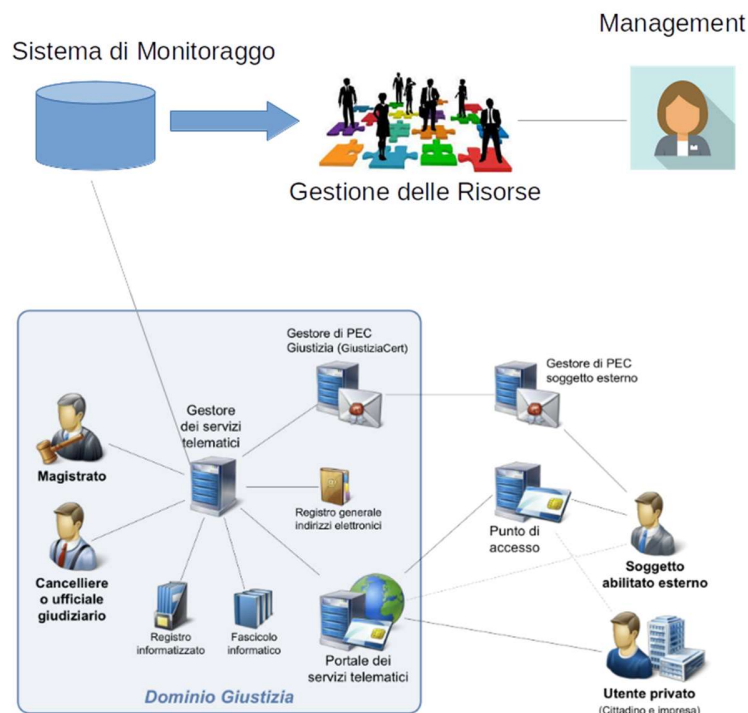 Management
Sistema di Monitoraggo
Gestione delle Risorse
Gestore di PEC
Giustizia (GiustiziaCert)
Gestore di PEC
soggetto esterno
Gestore
dei servizi
telematici
Magistrato
Registro generale
indirizzi elettronici
Punto di
accesso
Soggetto
abilitato esterno
Cancelliere
o ufficiale
giudiziario
Registro
informatizzato
Fascicolo
informatico
Portale dei
servizi telematici
Utente privato
(Cittadino e impresa)
Dominio Giustizia